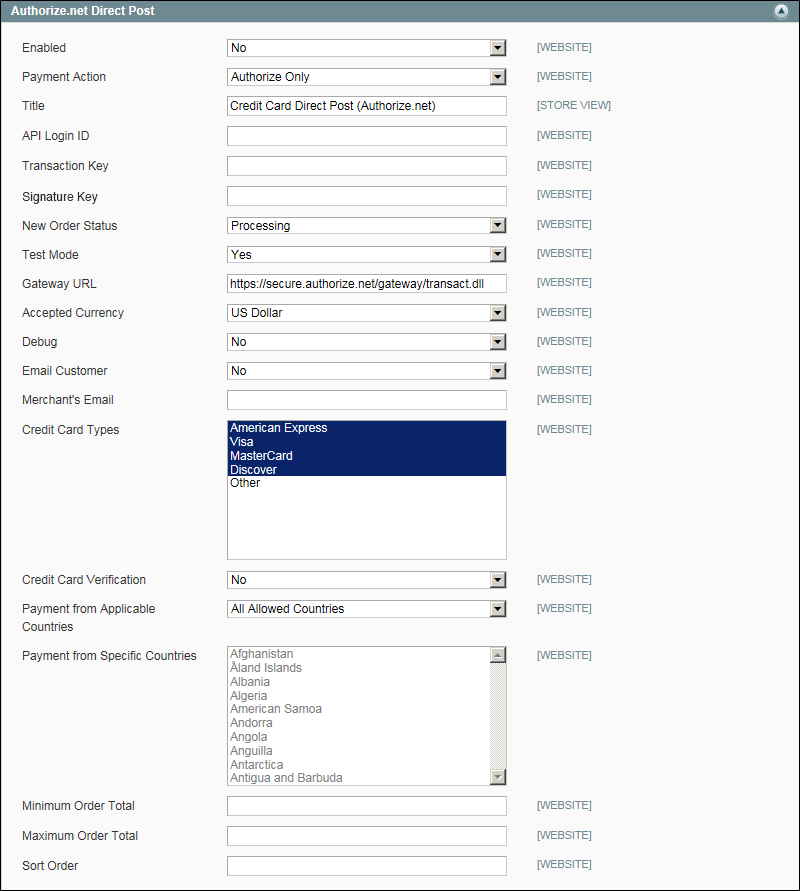 Authorize.net Direct Post
Enabled No [WEBSITE]
Payment Action Authorize Only [WEBSITE]
Title Credit Card Direct Post (Authorize.net) [STORE VIEW]
API Login ID [WEBSITE]
Transaction Key [WEBSITE]
Signature Key [WEBSITE]
New Order Status Processing [WEBSITE]
Test Mode Yes [WEBSITE]
Gateway URL https://secure.authorize.net/gateway/transact.dll [WEBSITE]
Accepted Currency US Dollar [WEBSITE]
Debug No [WEBSITE]
Email Customer No [WEBSITE]
Merchant's Email [WEBSITE]
Credit Card Types American Express [WEBSITE]
Visa
MasterCard
Discover
Other
Credit Card Verification No [WEBSITE]
Payment from Applicable All Allowed Countries [WEBSITE]
Countries
Payment from Specific Countries Afghanistan [WEBSITE]
Åland Islands
Albania
Algeria
American Samoa
Andorra
Angola
Anguilla
Antarctica
Antigua and Barbuda
Minimum Order Total [WEBSITE]
Maximum Order Total [WEBSITE]
Sort Order [WEBSITE]